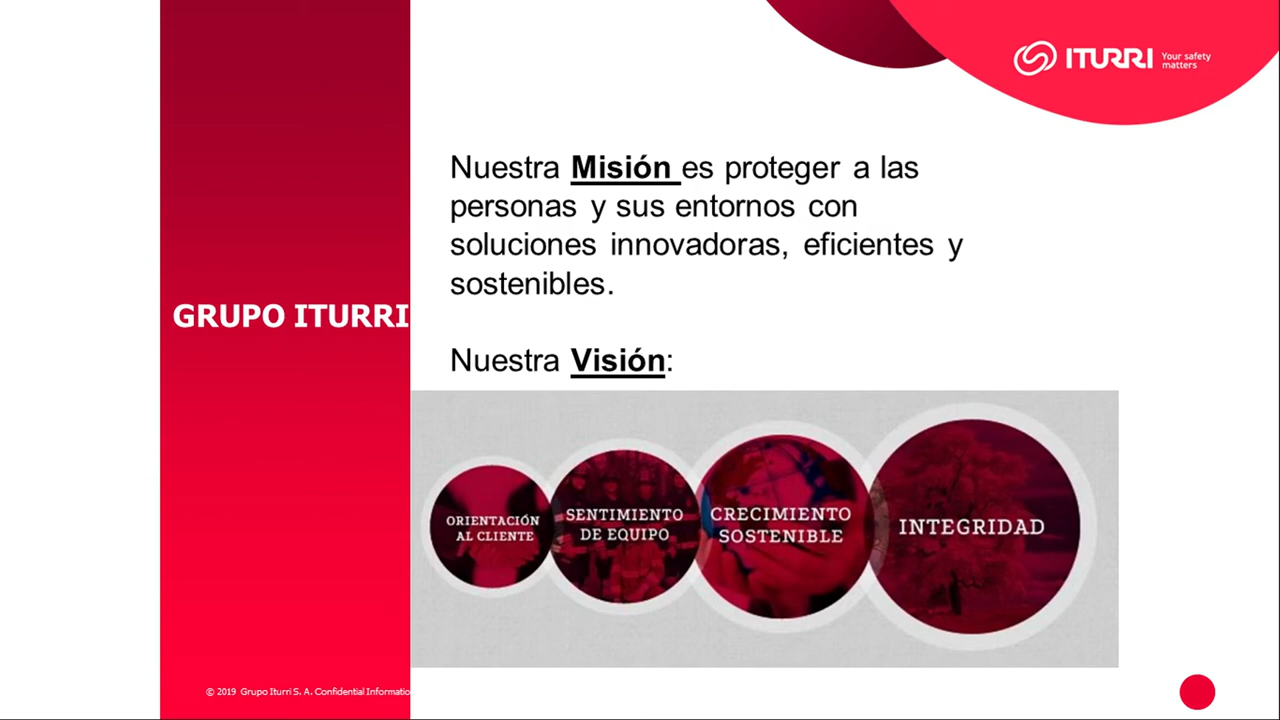 ITURRI Your safety
matters
Nuestra Misión es proteger a las
personas y sus entornos con
soluciones innovadoras, eficientes y
sostenibles.
GRUPO ITURRI
Nuestra Visión:
ORIENTACIÓN
AL CLIENTE
SENTIMIENTO
DE EQUIPO
CRECIMIENTO
SOSTENIBLE
INTEGRIDAD
© 2019 Grupo Iturri S. A. Confidential Informatio